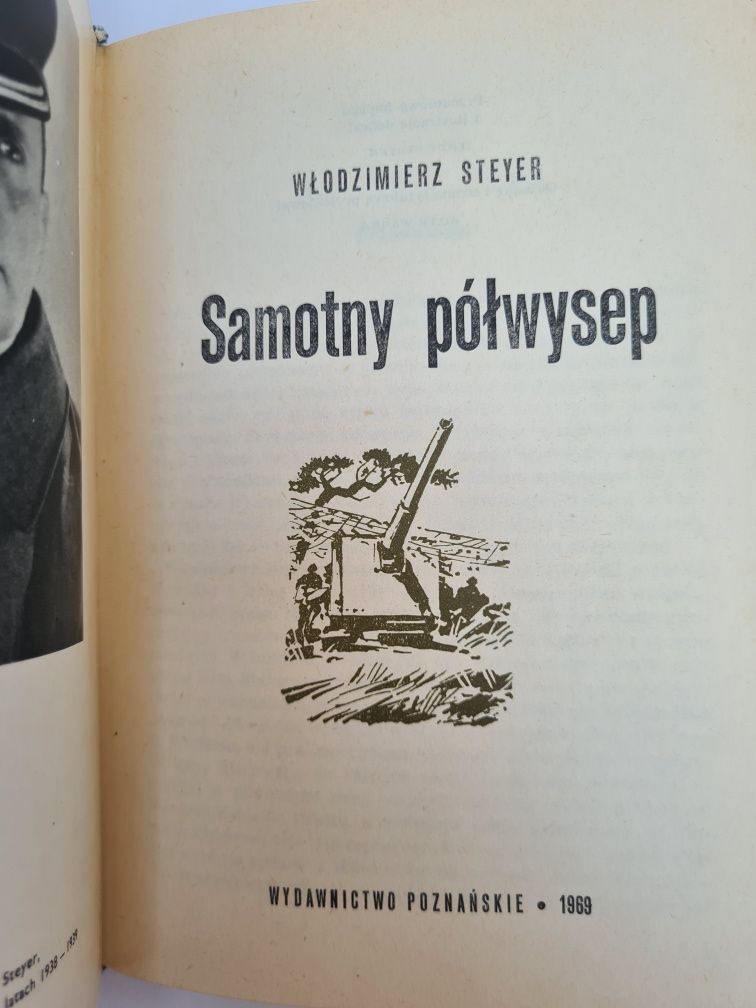 WŁODZIMIERZ STEYER
Samotny półwysep
WYDAWNICTWO POZNAŃSKIE • 1969
Steyer,
latach 1938—1939